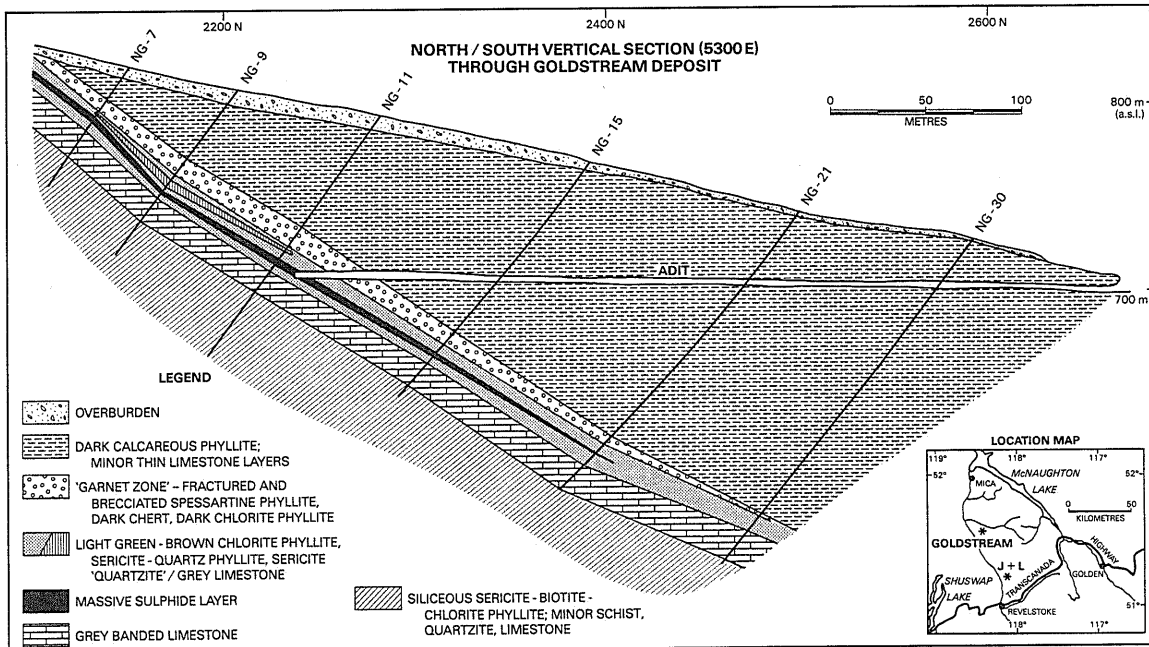 2200 N
2400 N
2600 N
NORTH / SOUTH VERTICAL SECTION (5300 E)
THROUGH GOLDSTREAM DEPOSIT
NG - 7
NG - 9
NG - 11
NG - 15
NG - 21
NG - 30
0 50 100
METRES
800 m
(a.s.l.)
ADIT
700 m
LEGEND
OVERBURDEN
DARK CALCAREOUS PHYLLITE;
MINOR THIN LIMESTONE LAYERS
'GARNET ZONE' – FRACTURED AND
BRECCIATED SPESSARTINE PHYLLITE,
DARK CHERT, DARK CHLORITE PHYLLITE
LIGHT GREEN - BROWN CHLORITE PHYLLITE,
SERICITE - QUARTZ PHYLLITE, SERICITE
'QUARTZITE' / GREY LIMESTONE
MASSIVE SULPHIDE LAYER
GREY BANDED LIMESTONE
SILICEOUS SERICITE - BIOTITE -
CHLORITE PHYLLITE; MINOR SCHIST,
QUARTZITE, LIMESTONE
LOCATION MAP
119° 118° 117°
52° 52°
McNAUGHTON
LAKE
MICA
0 50
KILOMETRES
GOLDSTREAM
J + L
TRANSCANADA
HIGHWAY
GOLDEN
SHUSWAP
LAKE
REVELSTOKE
51°
118° 117°